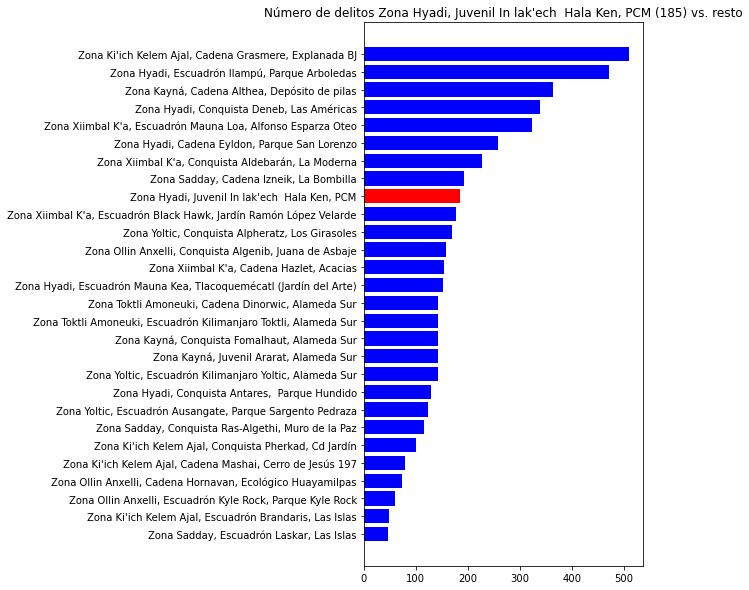 Número de delitos Zona Hyadi, Juvenil In lak'ech  Hala Ken, PCM (185) vs. resto
Zona Ki'ich Kelem Ajal, Cadena Grasmere, Explanada BJ
Zona Hyadi, Escuadrón Ilampú, Parque Arboledas
Zona Kayná, Cadena Althea, Depósito de pilas
Zona Hyadi, Conquista Deneb, Las Américas
Zona Xiimbal K'a, Escuadrón Mauna Loa, Alfonso Esparza Oteo
Zona Hyadi, Cadena Eyldon, Parque San Lorenzo
Zona Xiimbal K'a, Conquista Aldebarán, La Moderna
Zona Sadday, Cadena Izneik, La Bombilla
Zona Hyadi, Juvenil In lak'ech  Hala Ken, PCM
Zona Xiimbal K'a, Escuadrón Black Hawk, Jardín Ramón López Velarde
Zona Yoltic, Conquista Alpheratz, Los Girasoles
Zona Ollin Anxelli, Conquista Algenib, Juana de Asbaje
Zona Xiimbal K'a, Cadena Hazlet, Acacias
Zona Hyadi, Escuadrón Mauna Kea, Tlacoquemécatl (Jardín del Arte)
Zona Toktli Amoneuki, Cadena Dinorwic, Alameda Sur
Zona Toktli Amoneuki, Escuadrón Kilimanjaro Toktli, Alameda Sur
Zona Kayná, Conquista Fomalhaut, Alameda Sur
Zona Kayná, Juvenil Ararat, Alameda Sur
Zona Yoltic, Escuadrón Kilimanjaro Yoltic, Alameda Sur
Zona Hyadi, Conquista Antares,  Parque Hundido
Zona Yoltic, Escuadrón Ausangate, Parque Sargento Pedraza
Zona Sadday, Conquista Ras-Algethi, Muro de la Paz
Zona Ki'ich Kelem Ajal, Conquista Pherkad, Cd Jardín
Zona Ki'ich Kelem Ajal, Cadena Mashai, Cerro de Jesús 197
Zona Ollin Anxelli, Cadena Hornavan, Ecológico Huayamilpas
Zona Ollin Anxelli, Escuadrón Kyle Rock, Parque Kyle Rock
Zona Ki'ich Kelem Ajal, Escuadrón Brandaris, Las Islas
Zona Sadday, Escuadrón Laskar, Las Islas
0 100 200 300 400 500